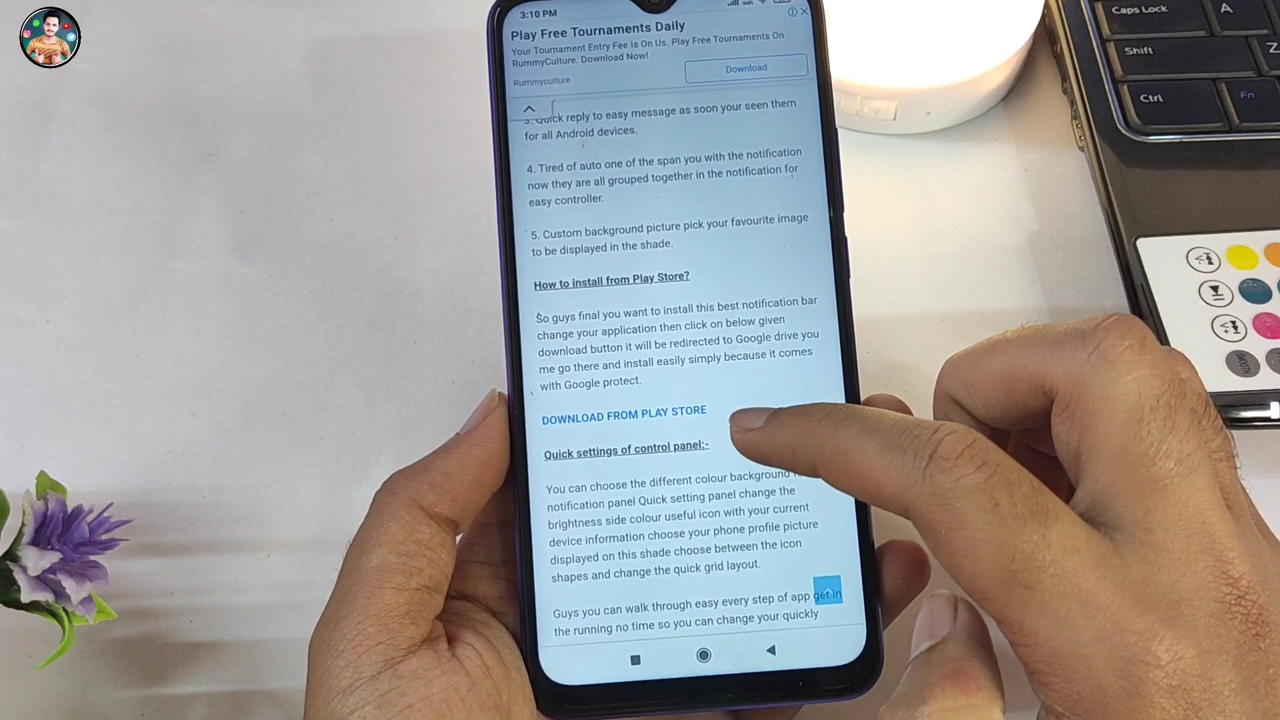 3:10 PM
Play Free Tournaments Daily
Your Tournament Entry Fee Is On Us. Play Free Tournaments On
RummyCulture. Download Now!
Rummyculture
Download
3. Quick reply to easy message as soon your seen them
for all Android devices.
4. Tired of auto one of the span you with the notification
now they are all grouped together in the notification for
easy controller.
5. Custom background picture pick your favourite image
to be displayed in the shade.
How to install from Play Store?
So guys final you want to install this best notification bar
change your application then click on below given
download button it will be redirected to Google drive you
me go there and install easily simply because it comes
with Google protect.
DOWNLOAD FROM PLAY STORE
Quick settings of control panel:-
You can choose the different colour background
notification panel Quick setting panel change the
brightness side colour useful icon with your current
device information choose your phone profile picture
displayed on this shade choose between the icon
shapes and change the quick grid layout.
Guys you can walk through easy every step of app get in
the running no time so you can change your quickly
Caps Lock
A
Shift
Z
Ctrl
Fn
SMOOTH